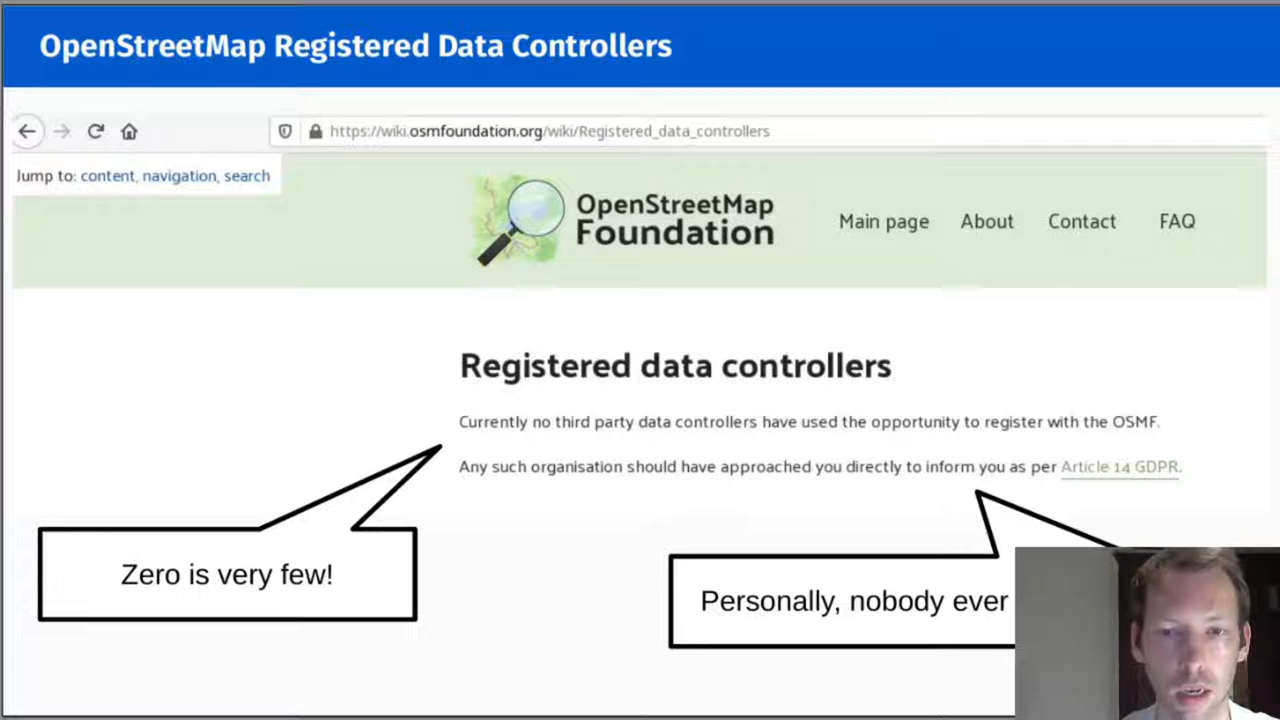 OpenStreetMap Registered Data Controllers
https://wiki.osmfoundation.org/wiki/Registered_data_controllers
Jump to: content, navigation, search
OpenStreetMap
Foundation
Main page About Contact FAQ
Registered data controllers
Currently no third party data controllers have used the opportunity to register with the OSMF.
Any such organisation should have approached you directly to inform you as per Article 14 GDPR.
Zero is very few!
Personally, nobody ever